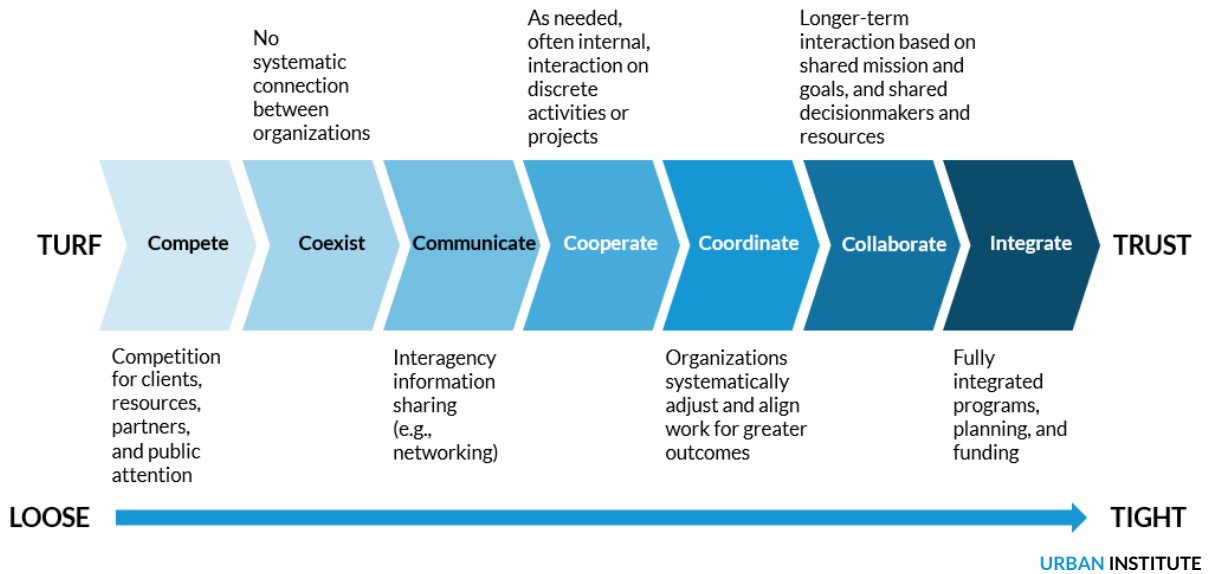 No
systematic
connection
between
organizations
As needed,
often internal,
interaction on
discrete
activities or
projects
Longer-term
interaction based on
shared mission and
goals, and shared
decisionmakers and
resources
TURF
Compete
Coexist
Communicate
Cooperate
Coordinate
Collaborate
Integrate
TRUST
Competition
for clients,
resources,
partners,
and public
attention
Interagency
information
sharing
(e.g.,
networking)
Organizations
systematically
adjust and align
work for greater
outcomes
Fully
integrated
programs,
planning, and
funding
LOOSE
TIGHT
URBAN INSTITUTE